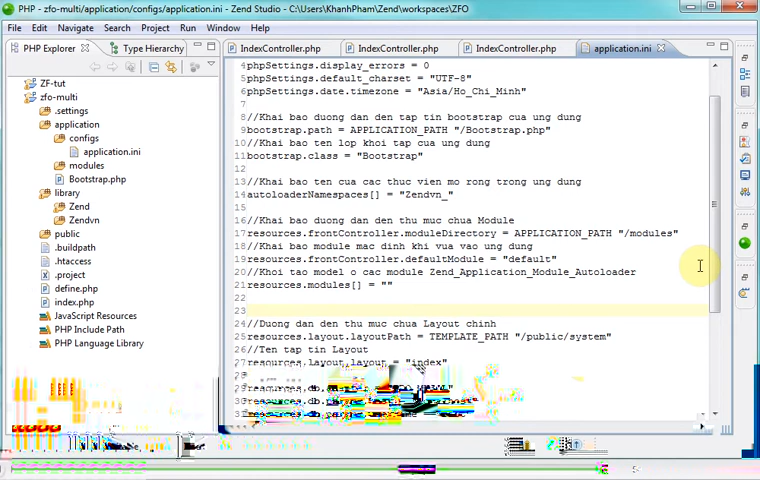 PHP - zfo-multi/application/configs/application.ini - Zend Studio - C:\Users\KhanhPham\Zend\workspaces\ZFO
File Edit Navigate Search Project Run Window Help
PHP Explorer Type Hierarchy
IndexController.php IndexController.php IndexController.php application.ini
ZF-tut
zfo-multi
.settings
application
configs
application.ini
modules
Bootstrap.php
library
Zend
Zendvn
public
.buildpath
.htaccess
.project
define.php
index.php
JavaScript Resources
PHP Include Path
PHP Language Library
4phpSettings.display_errors = 0
5phpSettings.default_charset = "UTF-8"
6phpSettings.date.timezone = "Asia/Ho_Chi_Minh"
7
8//Khai bao duong dan den tap tin bootstrap cua ung dung
9bootstrap.path = APPLICATION_PATH "/Bootstrap.php"
10//Khai bao ten lop khoi tap cua ung dung
11bootstrap.class = "Bootstrap"
12
13//Khai bao ten cua cac thuc vien mo rong trong ung dung
14autoloaderNamespaces[] = "Zendvn_"
15
16//Khai bao duong dan den thu muc chua Module
17resources.frontController.moduleDirectory = APPLICATION_PATH "/modules"
18//Khai bao module mac dinh khi vua vao ung dung
19resources.frontController.defaultModule = "default"
20//Khoi tao model o cac module Zend_Application_Module_Autoloader
21resources.modules[] = ""
22
23
24//Duong dan den thu muc chua Layout chinh
25resources.layout.layoutPath = TEMPLATE_PATH "/public/system"
26//Ten tap tin Layout
27resources.layout.layout = "index"
resources.db.
resources.db.
resources.db.